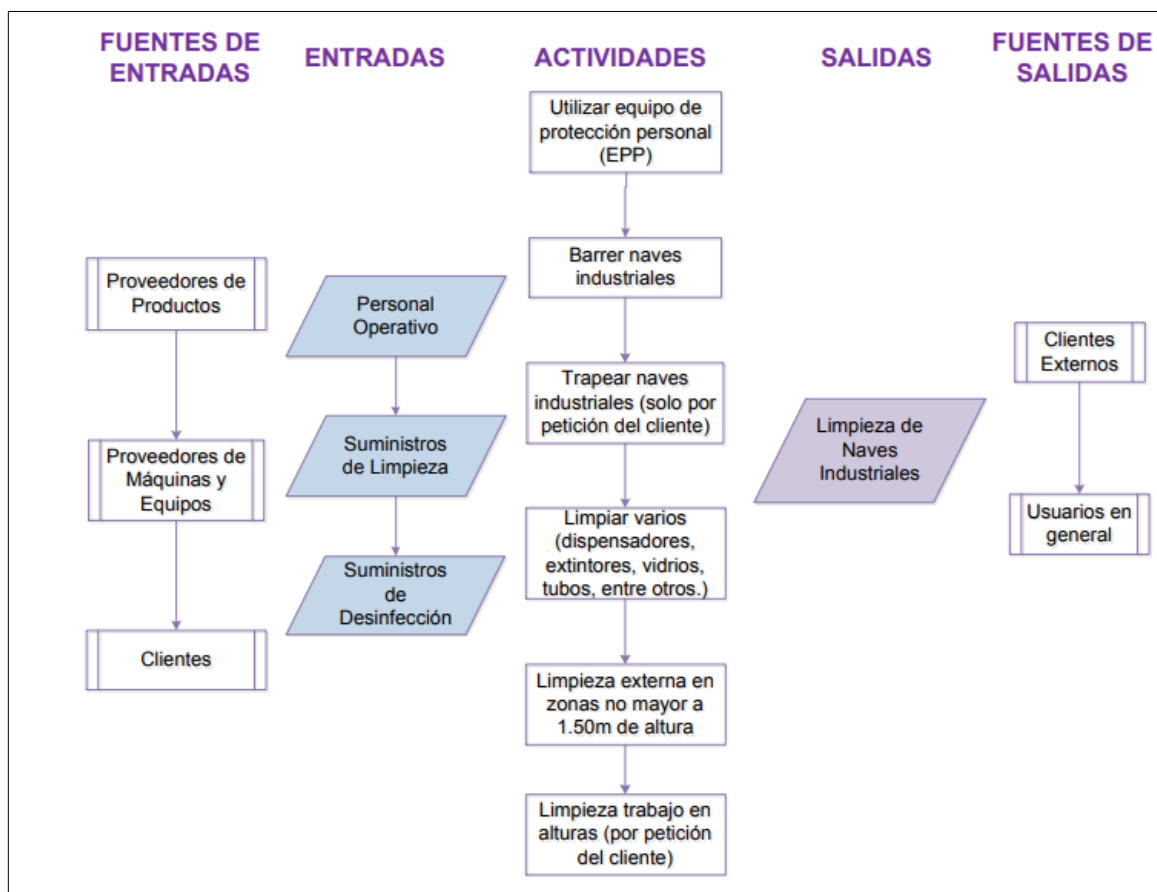 FUENTES DE
ENTRADAS
ENTRADAS
ACTIVIDADES
SALIDAS
FUENTES DE
SALIDAS
Proveedores de
Productos
Proveedores de
Máquinas y
Equipos
Clientes
Personal
Operativo
Suministros
de Limpieza
Suministros
de
Desinfección
Utilizar equipo de
protección personal
(EPP)
Barrer naves
industriales
Trapear naves
industriales (solo por
petición del cliente)
Limpiar varios
(dispensadores,
extintores, vidrios,
tubos, entre otros.)
Limpieza externa en
zonas no mayor a
1.50m de altura
Limpieza trabajo en
alturas (por petición
del cliente)
Limpieza de
Naves
Industriales
Clientes
Externos
Usuarios en
general